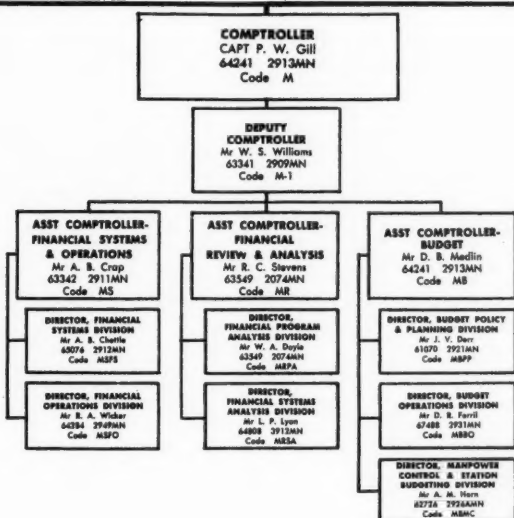 COMPTROLLER
CAPT P. W. Gill
64241 2913MN
Code M
DEPUTY
COMPTROLLER
Mr W. S. Williams
63341 2909MN
Code M-1
ASST COMPTROLLER-
FINANCIAL SYSTEMS
& OPERATIONS
Mr A. B. Crap
63342 2911MN
Code MS
DIRECTOR, FINANCIAL
SYSTEMS DIVISION
Mr A. B. Chettle
65076 2912MN
Code MSFS
DIRECTOR, FINANCIAL
OPERATIONS DIVISION
Mr R. A. Wicker
64284 2949MN
Code MSFO
ASST COMPTROLLER-
FINANCIAL
REVIEW & ANALYSIS
Mr R. C. Stevens
63549 2074MN
Code MR
DIRECTOR,
FINANCIAL PROGRAM
ANALYSIS DIVISION
Mr W. A. Doyle
63549 2074MN
Code MRPA
DIRECTOR,
FINANCIAL SYSTEMS
ANALYSIS DIVISION
Mr L. P. Lyon
64808 3912MN
Code MRSA
ASST COMPTROLLER-
BUDGET
Mr D. B. Medlin
64241 2913MN
Code MB
DIRECTOR, BUDGET POLICY
& PLANNING DIVISION
Mr J. V. Derr
61070 2921MN
Code MBPP
DIRECTOR, BUDGET
OPERATIONS DIVISION
Mr D. R. Ferril
67488 2931MN
Code MBBO
DIRECTOR, MANPOWER
CONTROL & STATION
BUDGETING DIVISION
Mr A. M. Horn
62726 2926AMN
Code MBMC